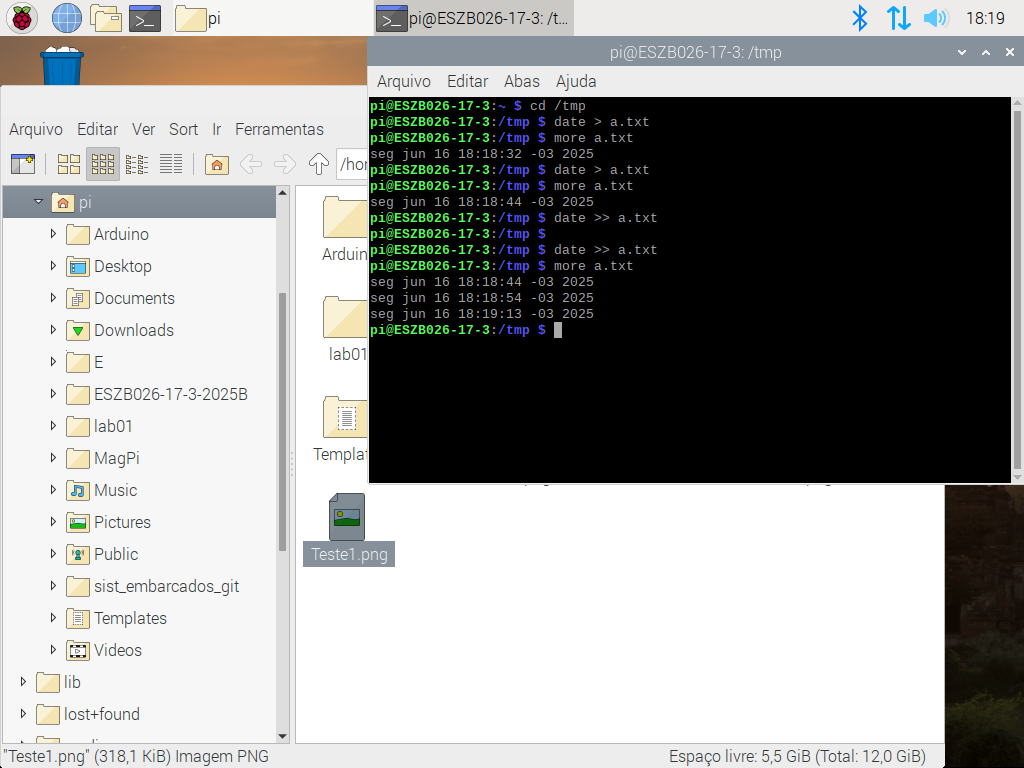 pi
pi@ESZB026-17-3: /t...
18:19
pi@ESZB026-17-3: /tmp
Arquivo Editar Abas Ajuda
pi@ESZB026-17-3:~ $ cd /tmp
pi@ESZB026-17-3:/tmp $ date > a.txt
pi@ESZB026-17-3:/tmp $ more a.txt
seg jun 16 18:18:32 -03 2025
pi@ESZB026-17-3:/tmp $ date > a.txt
pi@ESZB026-17-3:/tmp $ more a.txt
seg jun 16 18:18:44 -03 2025
pi@ESZB026-17-3:/tmp $ date >> a.txt
pi@ESZB026-17-3:/tmp $
pi@ESZB026-17-3:/tmp $ date >> a.txt
pi@ESZB026-17-3:/tmp $ more a.txt
seg jun 16 18:18:44 -03 2025
seg jun 16 18:18:54 -03 2025
seg jun 16 18:19:13 -03 2025
pi@ESZB026-17-3:/tmp $
Arquivo Editar Ver Sort Ir Ferramentas
/hor
pi
Arduino
Desktop
Documents
Downloads
E
ESZB026-17-3-2025B
lab01
MagPi
Music
Pictures
Public
sist_embarcados_git
Templates
Videos
lib
lost+found
Arduin
lab01
Templat
Teste1.png
"Teste1.png" (318,1 KiB) Imagem PNG
Espaço livre: 5,5 GiB (Total: 12,0 GiB)